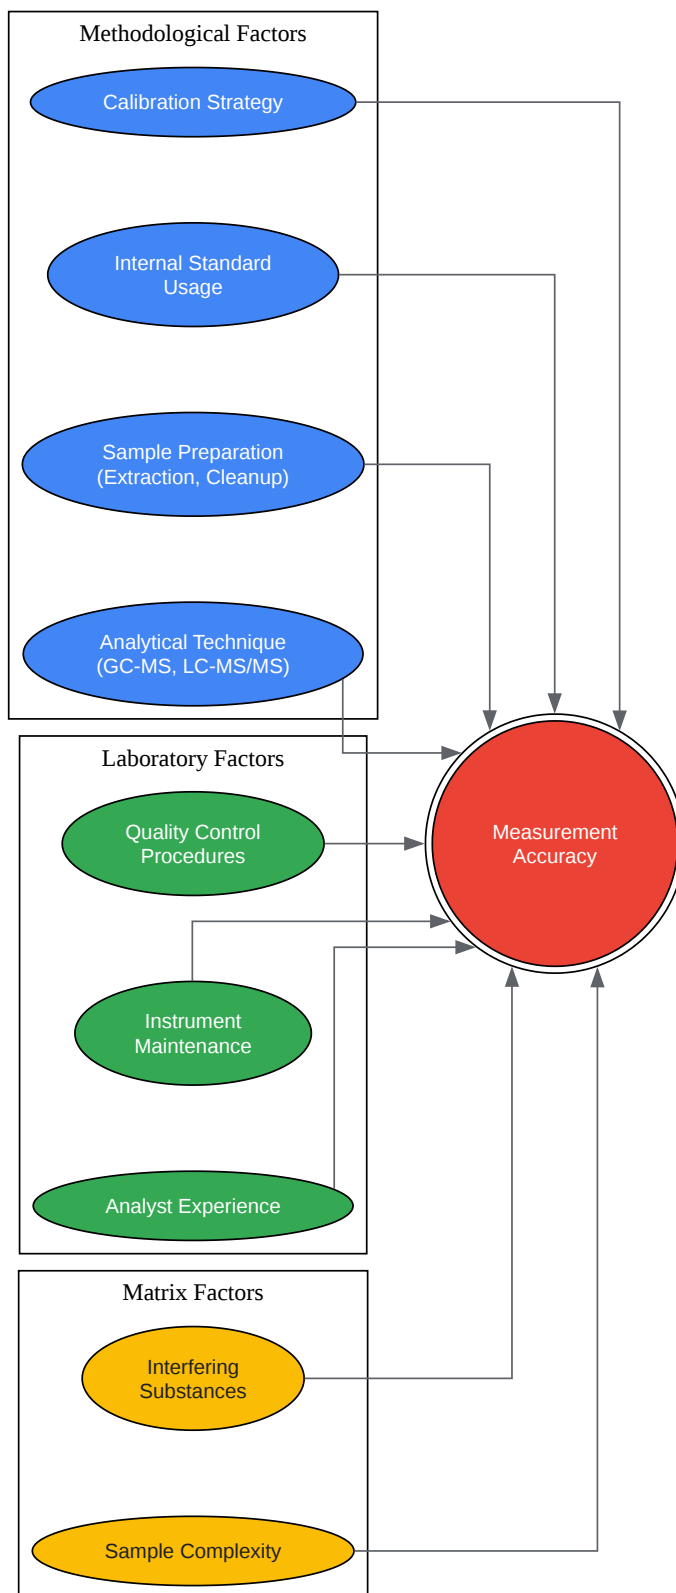 Methodological Factors
Calibration Strategy
Internal Standard
Usage
Sample Preparation
(Extraction, Cleanup)
Analytical Technique
(GC-MS, LC-MS/MS)
Laboratory Factors
Quality Control
Procedures
Measurement
Accuracy
Instrument
Maintenance
Analyst Experience
Matrix Factors
Interfering
Substances
Sample Complexity